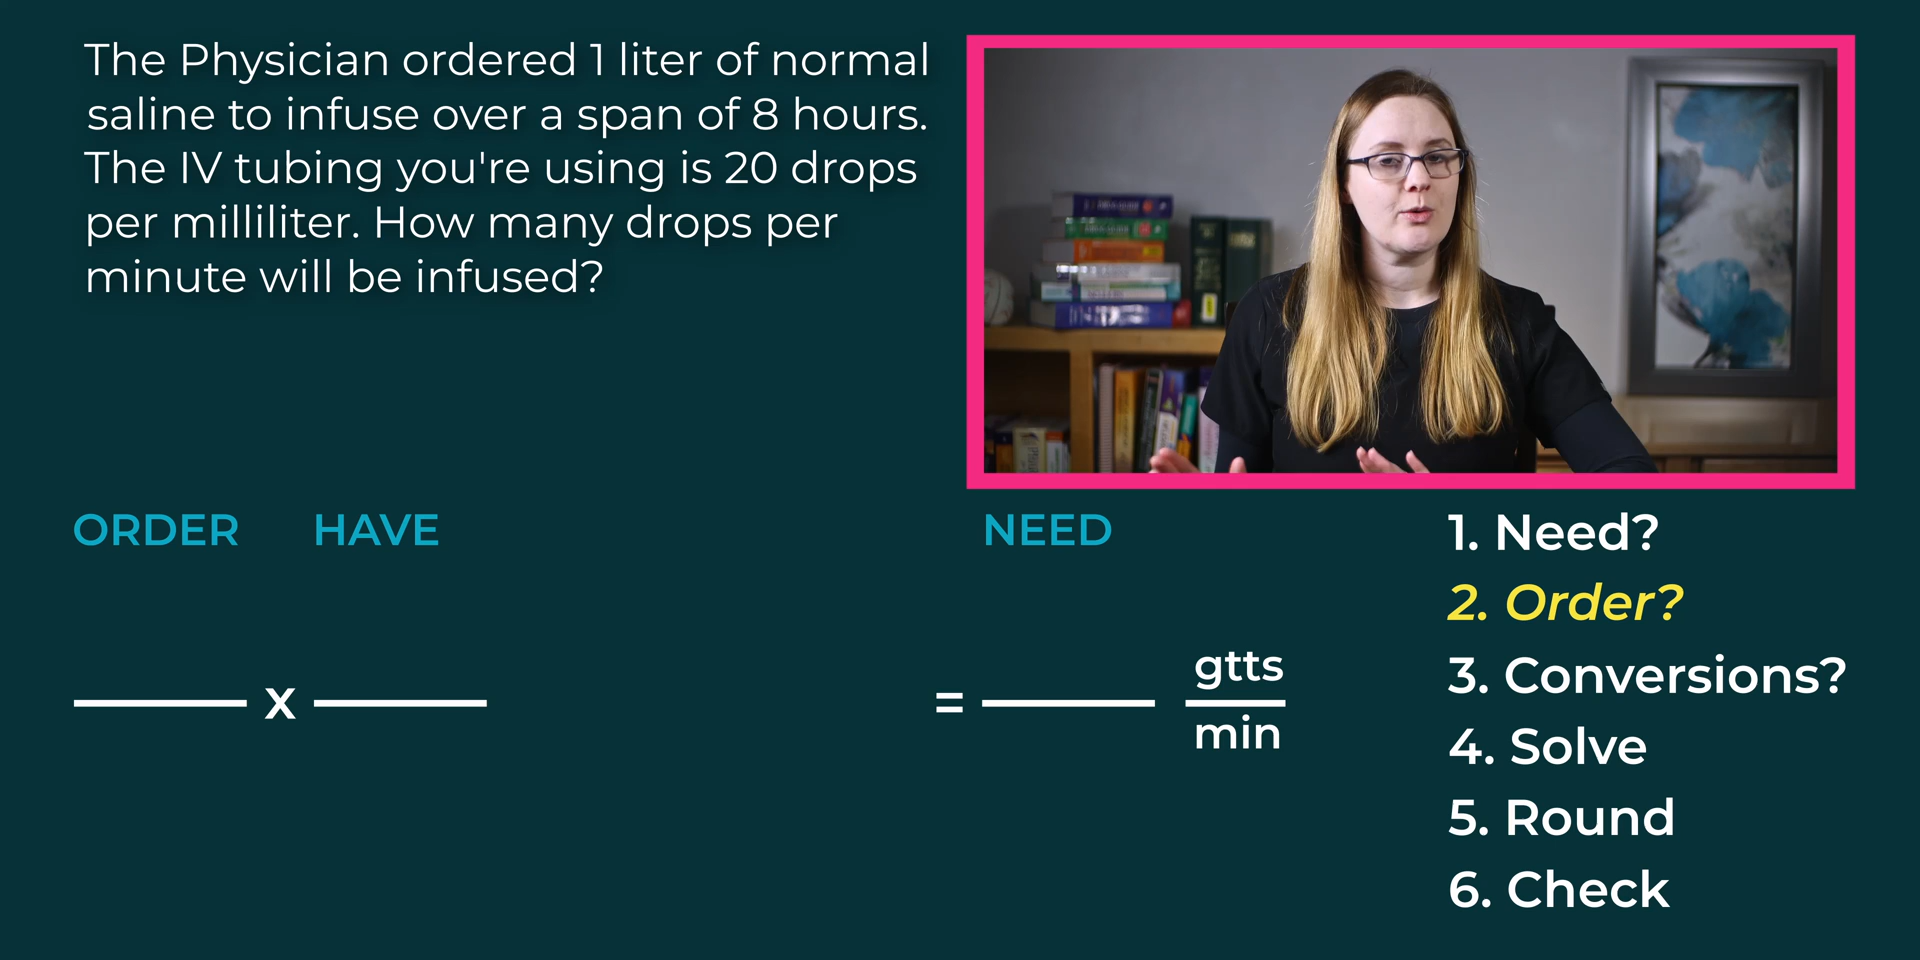 The Physician ordered 1 liter of normal
saline to infuse over a span of 8 hours.
The IV tubing you're using is 20 drops
per milliliter. How many drops per
minute will be infused?
ORDER
HAVE
NEED
x
=
gtts
min
1. Need?
2. Order?
3. Conversions?
4. Solve
5. Round
6. Check